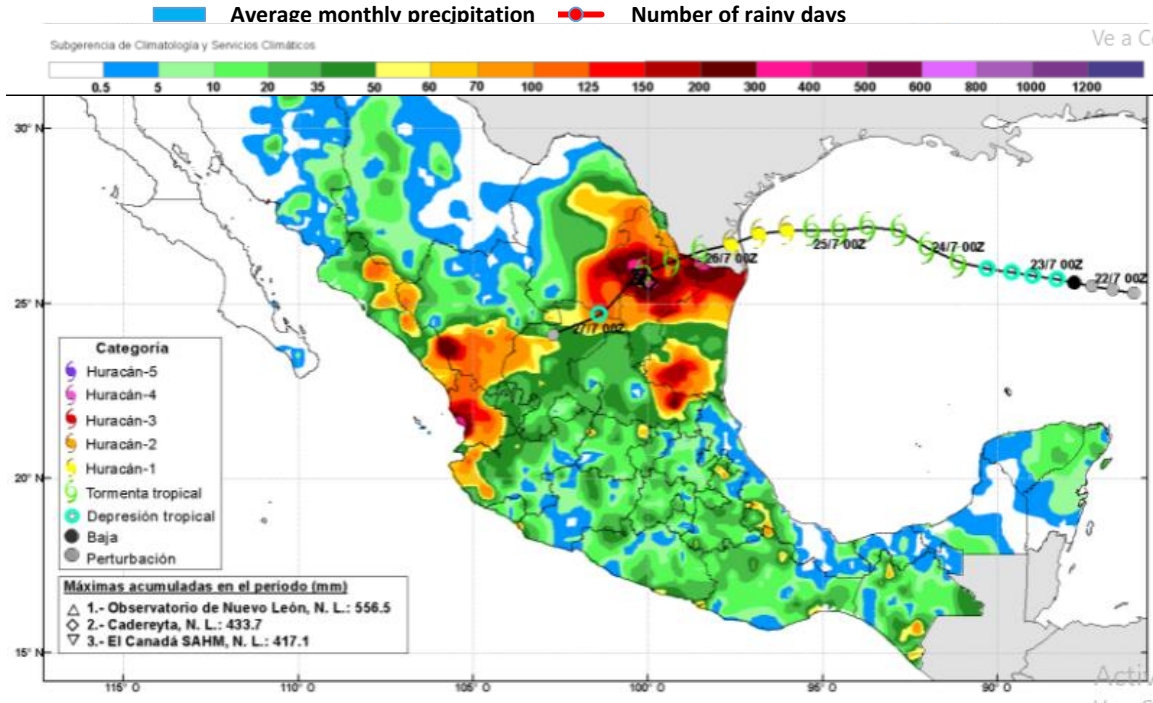 Average monthly precipitation Number of rainy days
Subgerencia de Climatología y Servicios Climáticos
Ve a
0.5 5 10 20 35 50 60 70 100 125 150 200 300 400 500 600 800 1000 1200
30° N
25° N
20° N
15° N
115° O 110° O 105° O 100° O 95° O 90° O
22/7 00Z
23/7 00Z
24/7 00Z
25/7 00Z
26/7 00Z
27/7 00Z
Categoría
Huracán-5
Huracán-4
Huracán-3
Huracán-2
Huracán-1
Tormenta tropical
Depresión tropical
Baja
Perturbación
Máximas acumuladas en el periodo (mm)
1.- Observatorio de Nuevo León, N. L.: 556.5
2.- Cadereyta, N. L.: 433.7
3.- El Canadá SAHM, N. L.: 417.1